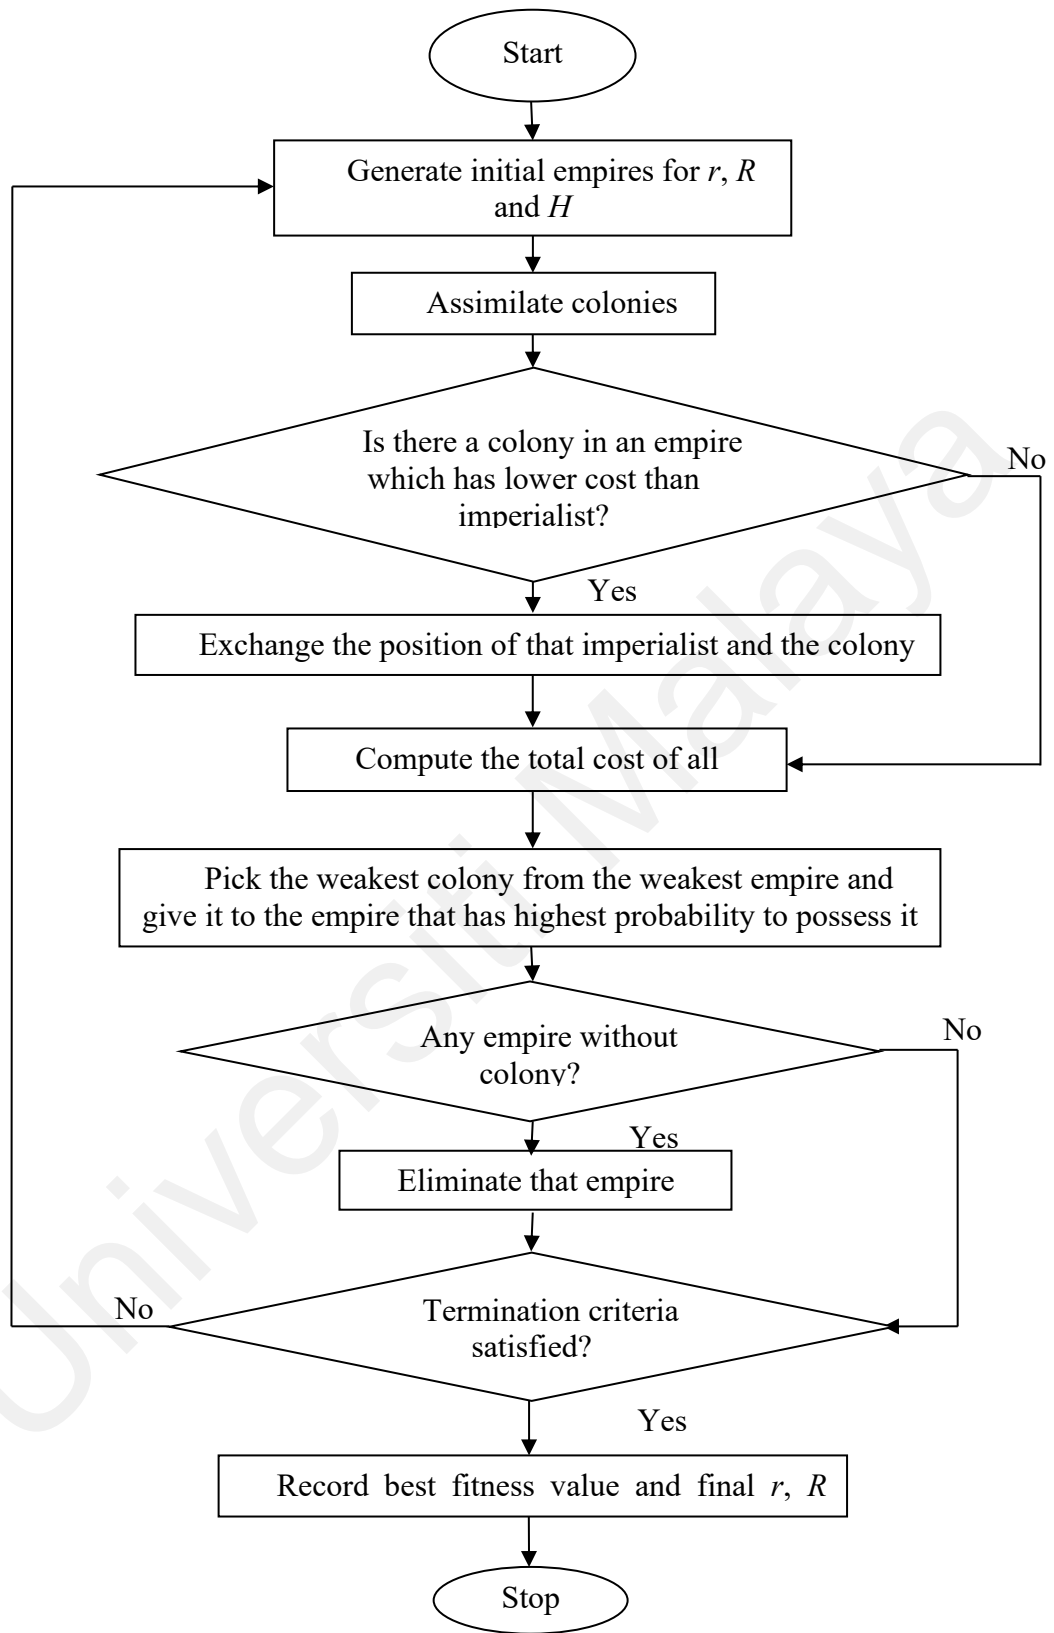 Start
Generate initial empires for r, R
and H
Assimilate colonies
Is there a colony in an empire
which has lower cost than
imperialist?
No
Yes
Exchange the position of that imperialist and the colony
Compute the total cost of all
Pick the weakest colony from the weakest empire and
give it to the empire that has highest probability to possess it
Any empire without
colony?
No
Yes
Eliminate that empire
Termination criteria
satisfied?
No
Yes
Record best fitness value and final r, R
Stop
Universiti Malaya